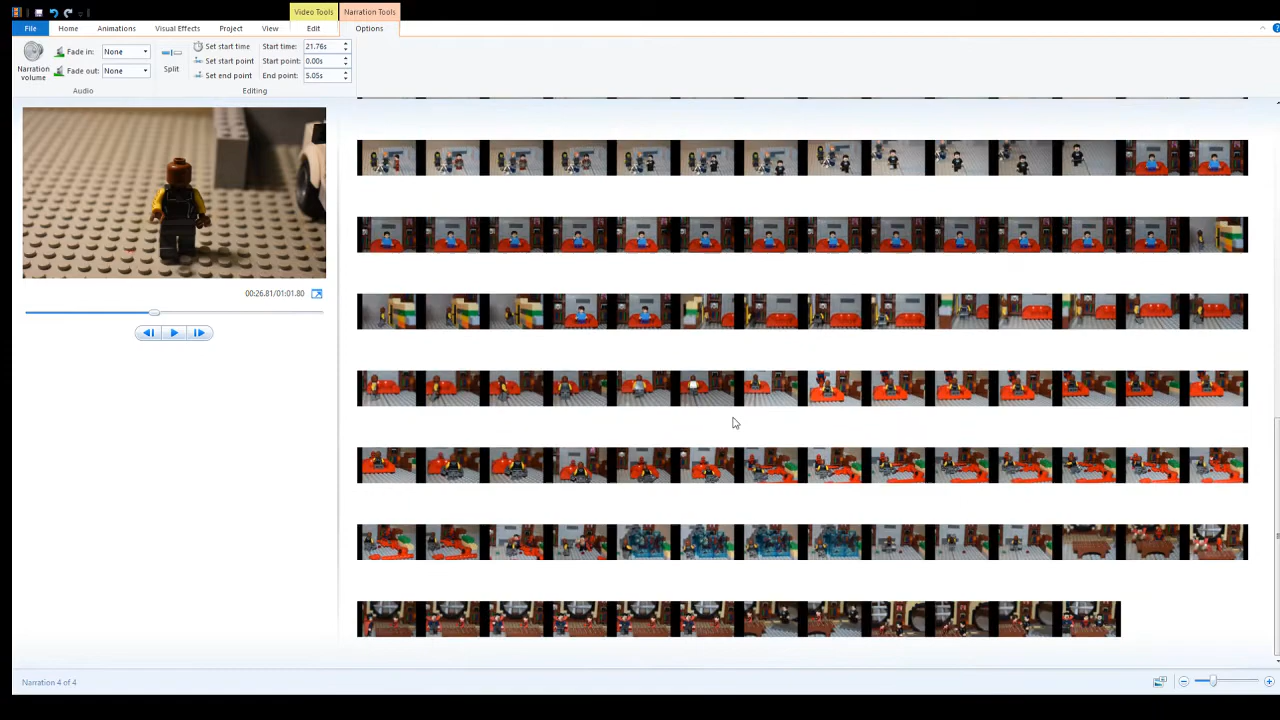 Video Tools Narration Tools
File Home Animations Visual Effects Project View Edit Options
Fade in: None Set start time Start time: 21.76s
Narration volume Fade out: None Split Set start point Start point: 0.00s
Set end point End point: 5.05s
Audio Editing
00:26.81/01:01.80
Narration 4 of 4